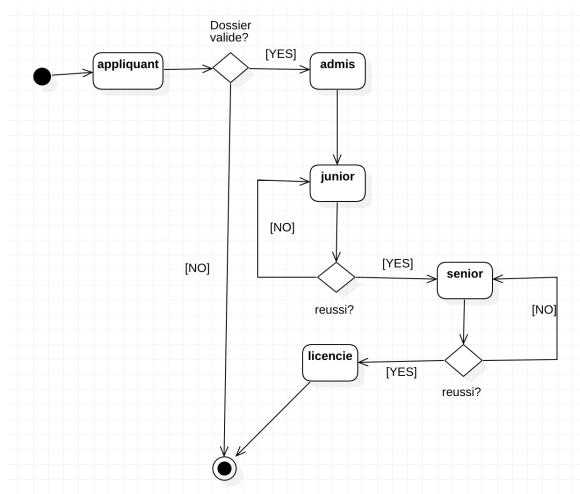 Dossier
valide?
[YES]
appliquant
admis
junior
[NO]
[NO]
[YES]
senior
[NO]
reussi?
licencie
[YES]
reussi?